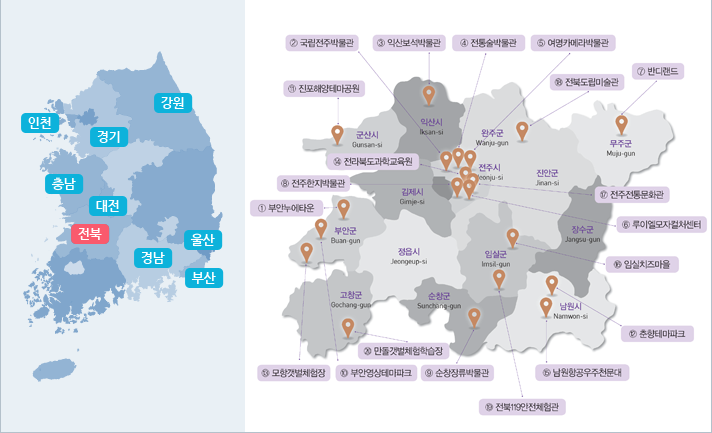 강원
인천
경기
충남
대전
전북
울산
경남
부산
② 국립전주박물관
③ 익산보석박물관
④ 전통술박물관
⑤ 여명카메라박물관
⑦ 반디랜드
⑱ 전북도립미술관
⑪ 진포해양테마공원
군산시
Gunsan-si
익산시
Iksan-si
완주군
Wanju-gun
무주군
Muju-gun
⑭ 전라북도과학교육원
전주시
Jeonju-si
진안군
Jinan-si
⑧ 전주한지박물관
김제시
Gimje-si
⑰ 전주전통문화관
① 부안누에타운
부안군
Buan-gun
장수군
Jangsu-gun
⑥ 루이엘모자컬처센터
정읍시
Jeongeup-si
임실군
Imsil-gun
⑯ 임실치즈마을
고창군
Gochang-gun
순창군
Sunchang-gun
남원시
Namwon-si
⑫ 춘향테마파크
⑳ 만돌갯벌체험학습장
⑬ 모항갯벌체험장
⑩ 부안영상테마파크
⑨ 순창장류박물관
⑮ 남원항공우주천문대
⑲ 전북119안전체험관